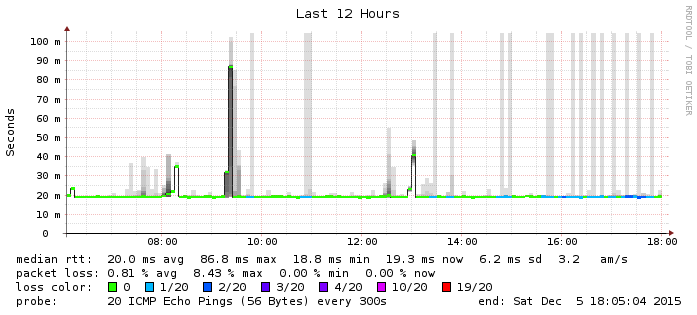 Last 12 Hours
RRDTOOL / TOBI OETIKER
Seconds
100 m
90 m
80 m
70 m
60 m
50 m
40 m
30 m
20 m
10 m
0
08:00 10:00 12:00 14:00 16:00 18:00
median rtt: 20.0 ms avg 86.8 ms max 18.8 ms min 19.3 ms now 6.2 ms sd 3.2 am/s
packet loss: 0.81 % avg 8.43 % max 0.00 % min 0.00 % now
loss color: 0 1/20 2/20 3/20 4/20 10/20 19/20
probe: 20 ICMP Echo Pings (56 Bytes) every 300s end: Sat Dec 5 18:05:04 2015